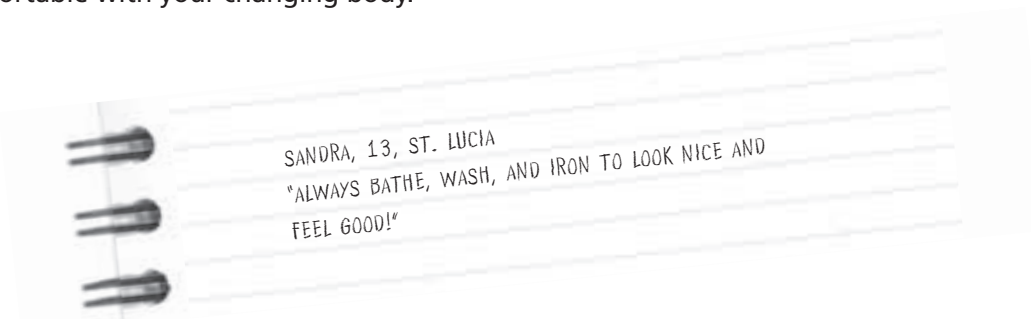 with your changing body.
SANDRA, 13, ST. LUCIA
"ALWAYS BATHE, WASH, AND IRON TO LOOK NICE AND
FEEL GOOD!"